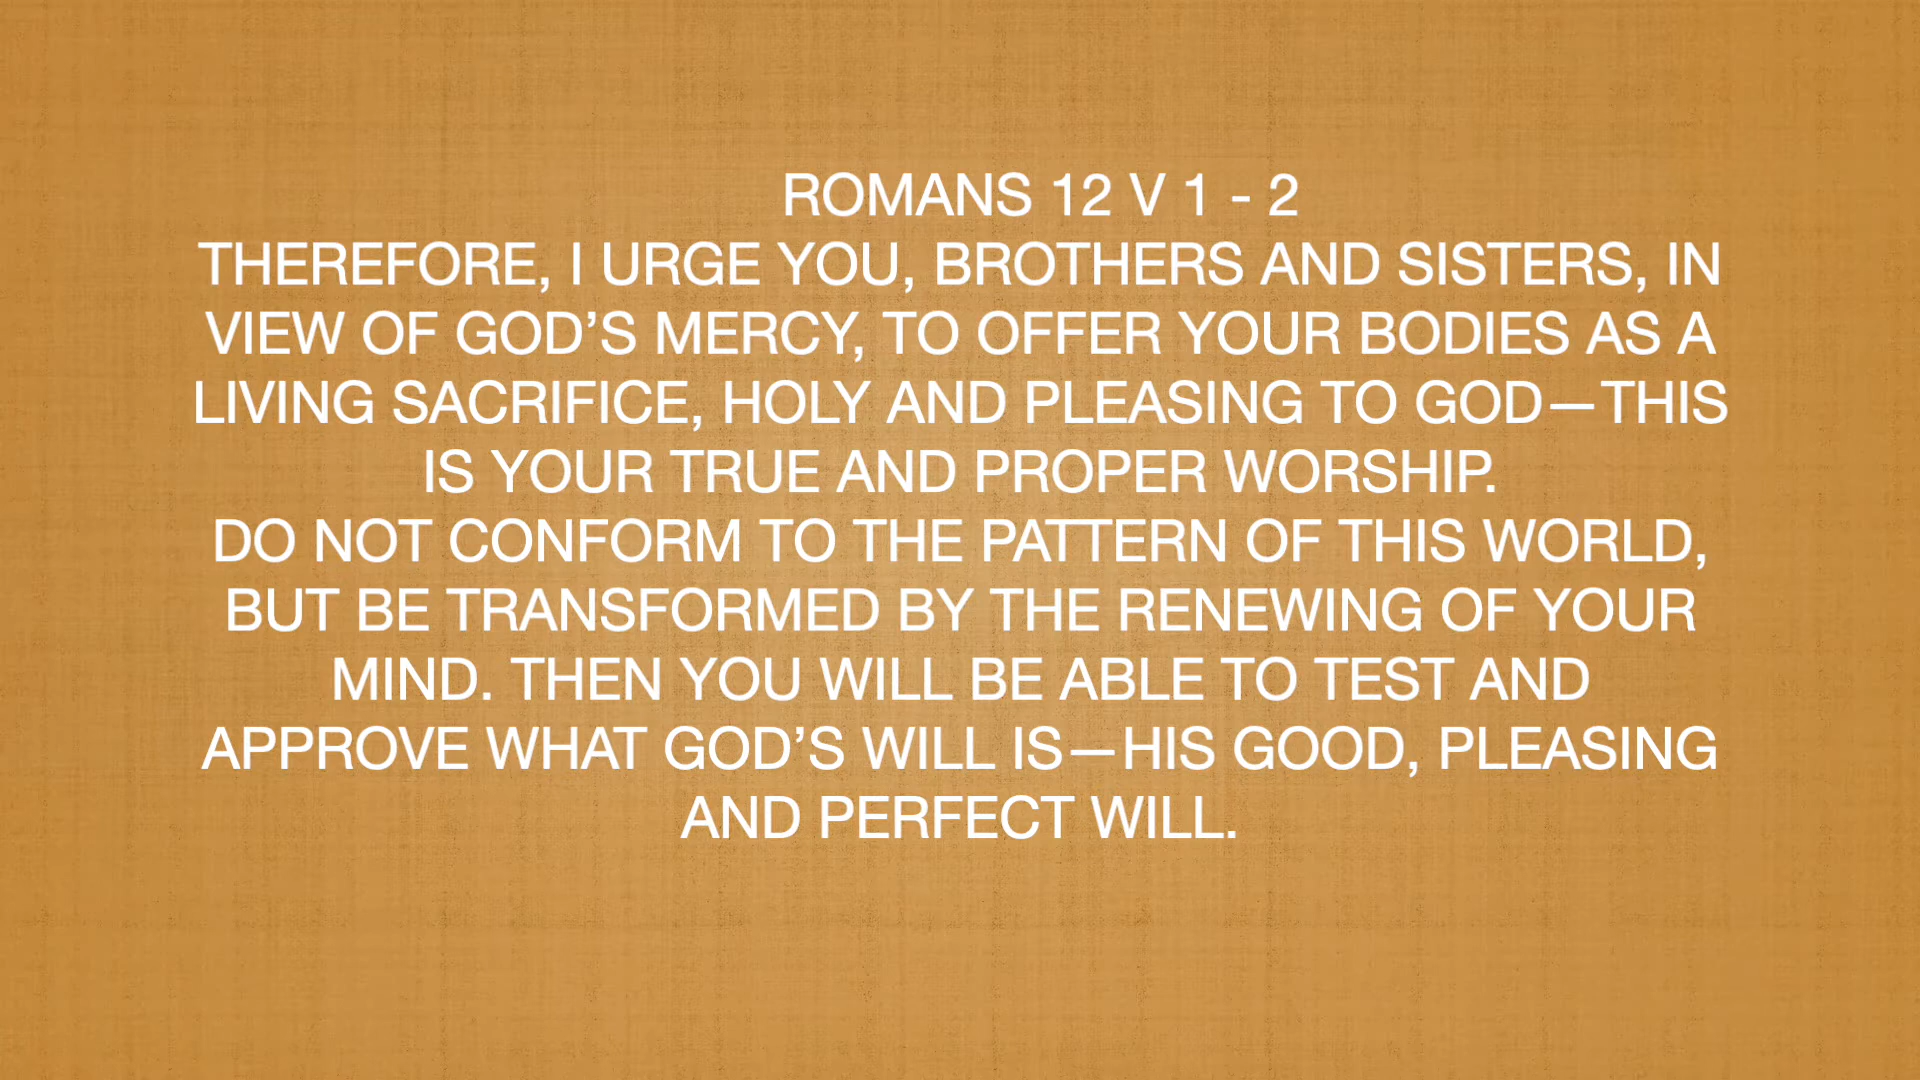 ROMANS 12 V 1 - 2
THEREFORE, I URGE YOU, BROTHERS AND SISTERS, IN
VIEW OF GOD’S MERCY, TO OFFER YOUR BODIES AS A
LIVING SACRIFICE, HOLY AND PLEASING TO GOD—THIS
IS YOUR TRUE AND PROPER WORSHIP.
DO NOT CONFORM TO THE PATTERN OF THIS WORLD,
BUT BE TRANSFORMED BY THE RENEWING OF YOUR
MIND. THEN YOU WILL BE ABLE TO TEST AND
APPROVE WHAT GOD’S WILL IS—HIS GOOD, PLEASING
AND PERFECT WILL.